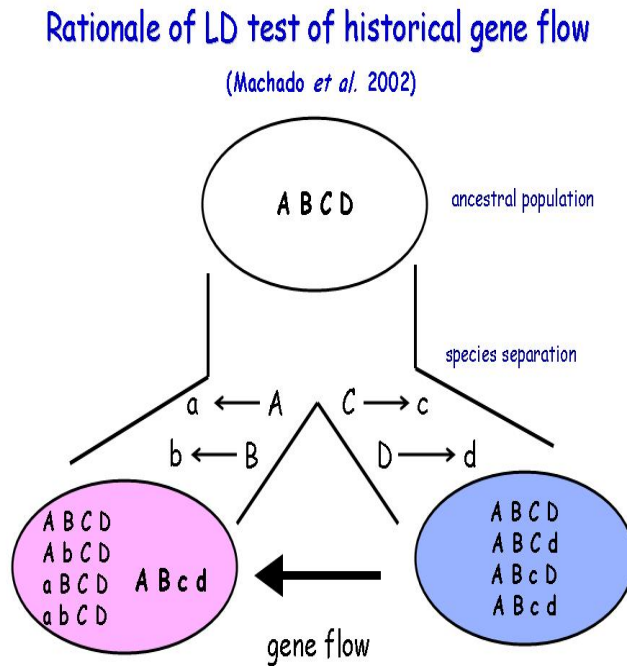 Rationale of LD test of historical gene flow
(Machado et al. 2002)
A B C D
ancestral population
species separation
a ← A
C → c
b ← B
D → d
A B C D
A b C D
a B C D
a b C D
A B c d
A B C D
A B C d
A B c D
A B c d
gene flow